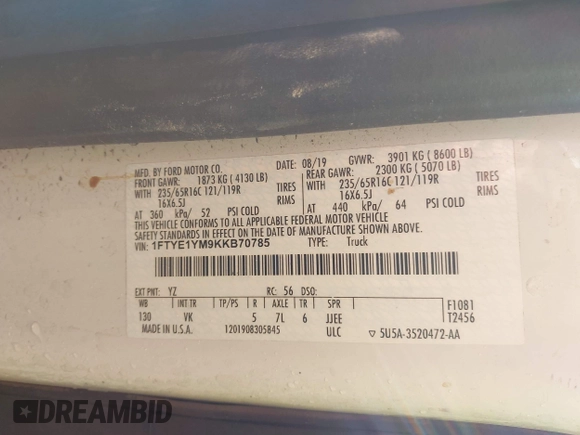 MFD. BY FORD MOTOR CO.
DATE: 08/19 GVWR: 3901 KG ( 8600 LB)
FRONT GAWR: 1873 KG ( 4130 LB)
REAR GAWR: 2300 KG ( 5070 LB)
WITH 235/65R16C 121/119R TIRES
WITH 235/65R16C 121/119R TIRES
16X6.5J RIMS
16X6.5J RIMS
AT 360 kPa/ 52 PSI COLD
AT 440 kPa/ 64 PSI COLD
THIS VEHICLE CONFORMS TO ALL APPLICABLE FEDERAL MOTOR VEHICLE
SAFETY STANDARDS IN EFFECT ON THE DATE OF MANUFACTURE SHOWN ABOVE.
VIN: 1FTYE1YM9KKB70785 TYPE: Truck
EXT PNT: YZ RC: 56 DSO:
WB INT TR TP/PS R AXLE TR SPR F1081
130 VK 5 7L 6 JJEE T2456
MADE IN U.S.A. 1201908305845 ULC ▽ 5U5A-3520472-AA
DREAMBID